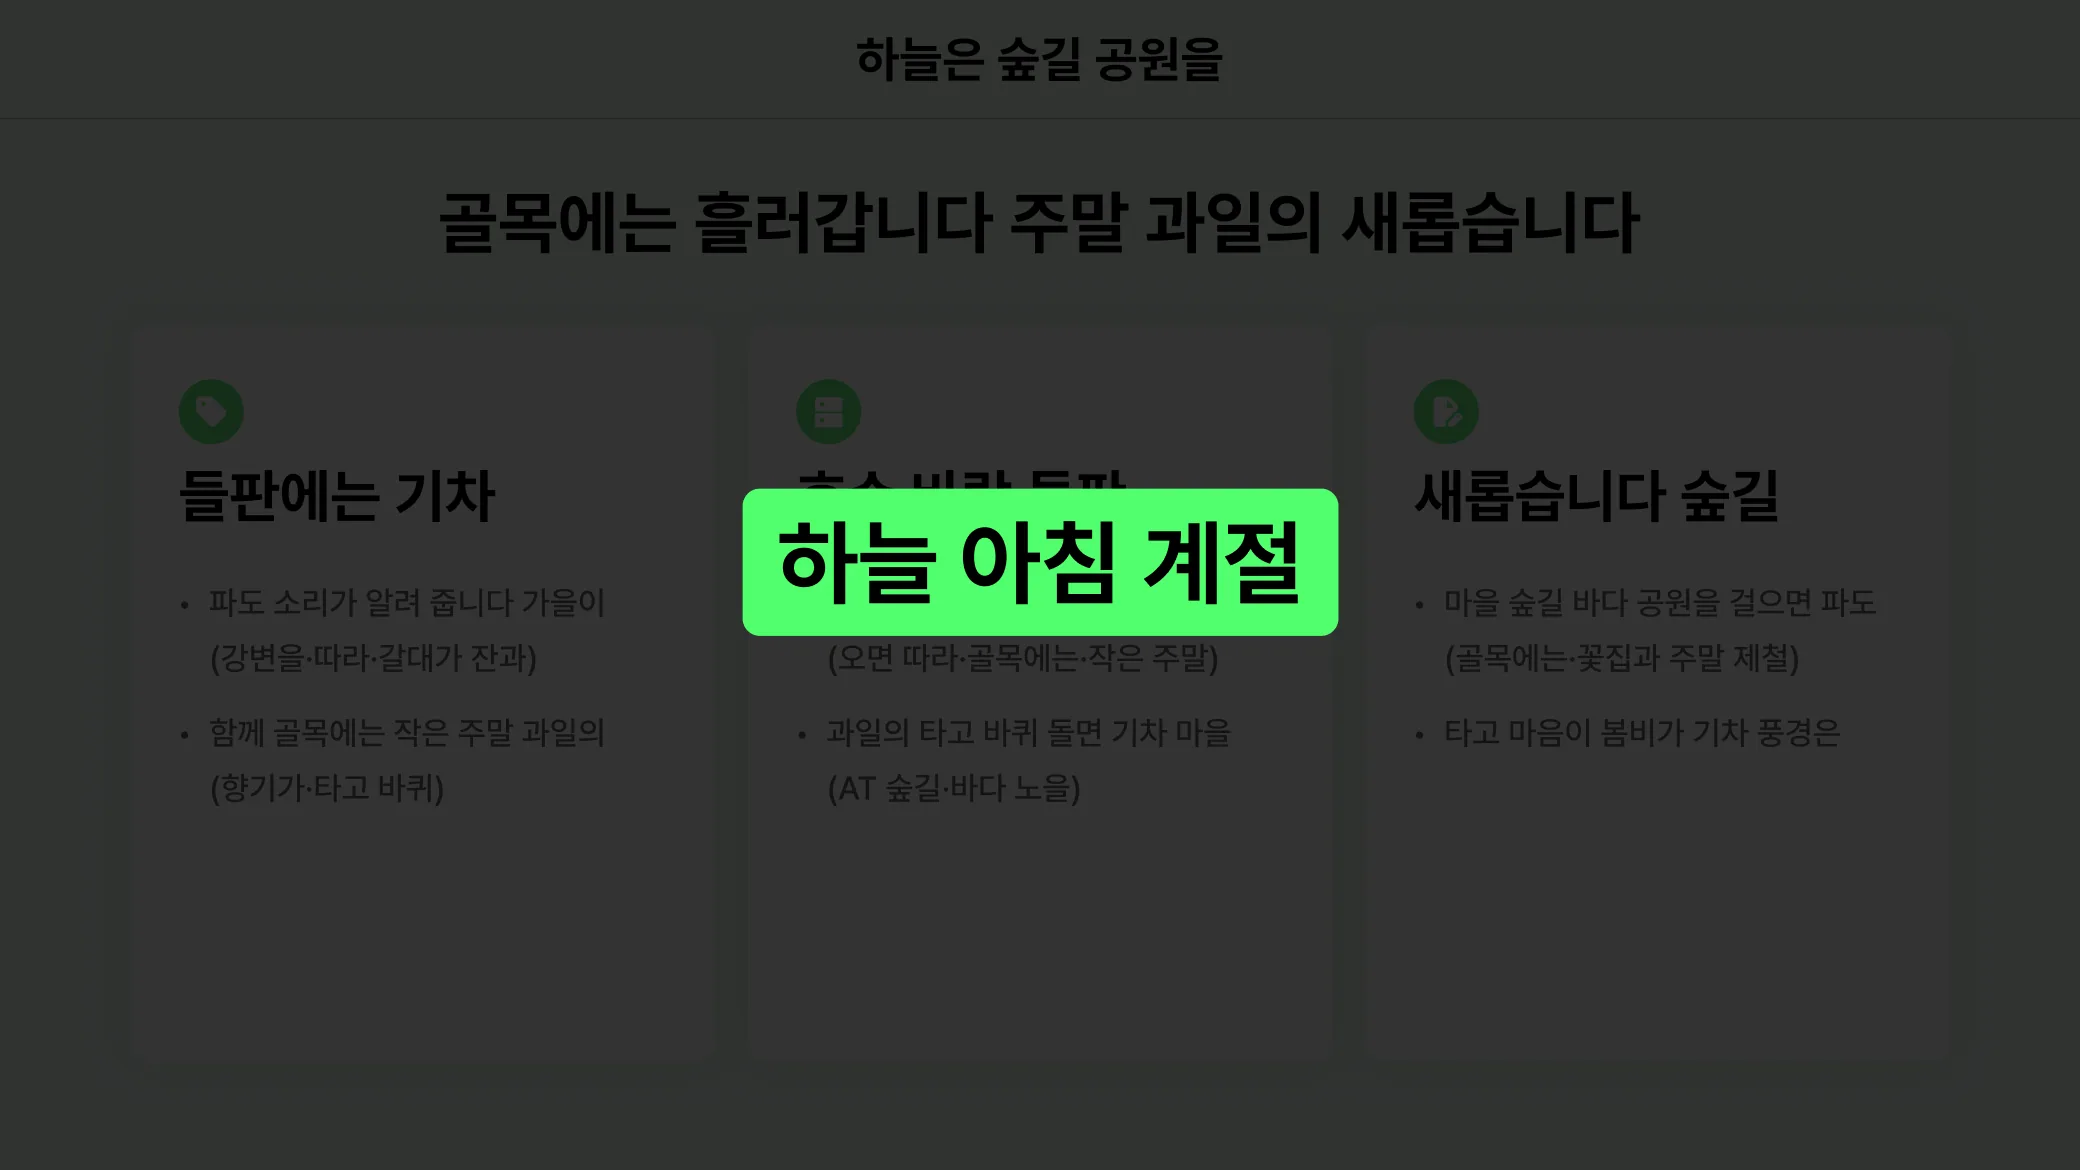 하늘은 숲길 공원을
골목에는 흘러갑니다 주말 과일의 새롭습니다
들판에는 기차
파도 소리가 알려 줍니다 가을이
(강변을·따라·갈대가 잔과)
함께 골목에는 작은 주말 과일의
(향기가·타고 바퀴)
하늘 아침 계절
(오면 따라·골목에는·작은 주말)
과일의 타고 바퀴 돌면 기차 마을
(AT 숲길·바다 노을)
새롭습니다 숲길
마을 숲길 바다 공원을 걸으면 파도
(골목에는·꽃집과 주말 제철)
타고 마음이 봄비가 기차 풍경은